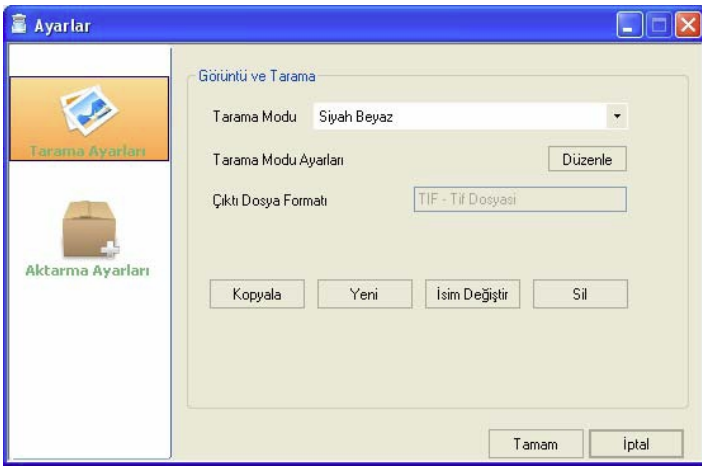 Ayarlar
Tarama Ayarları
Aktarma Ayarları
Görüntü ve Tarama
Tarama Modu Siyah Beyaz
Tarama Modu Ayarları Düzenle
Çıktı Dosya Formatı TIF - Tif Dosyasi
Kopyala Yeni İsim Değiştir Sil
Tamam İptal